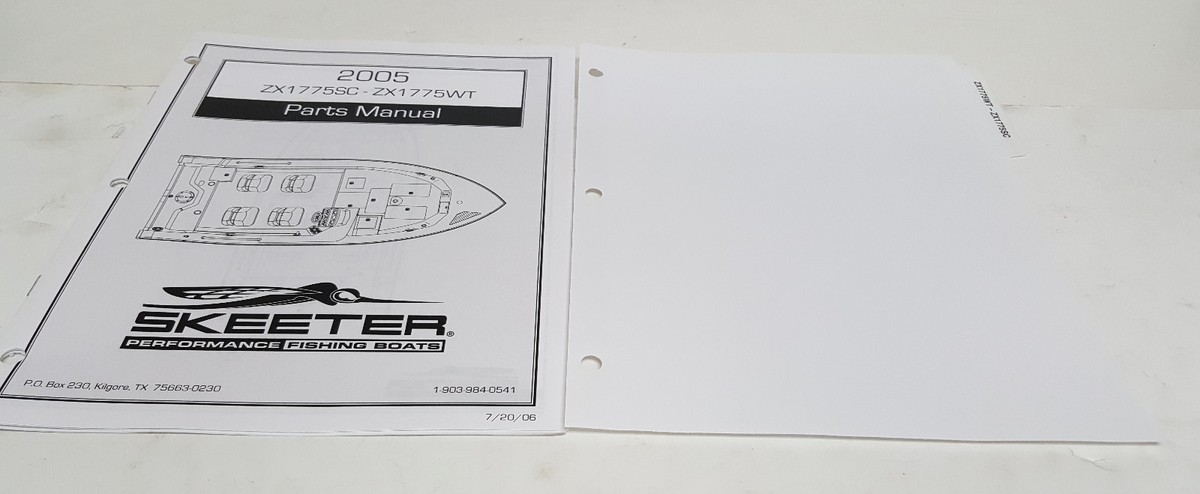 2005
ZX1775SC - ZX1775WT
Parts Manual
SKEETER®
PERFORMANCE FISHING BOATS
P.O. Box 230, Kilgore, TX 75663-0230
1-903-984-0541
7/20/06
ZX1775WT - ZX1775SC